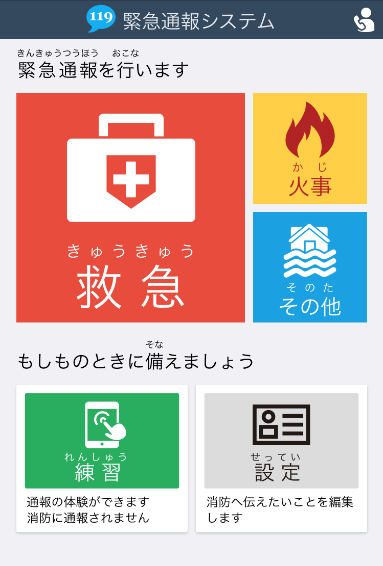 119 緊急通報システム
きんきゅうつうほう おこな
緊急通報を行います
きゅうきゅう
救急
かじ
火事
そのた
その他
そな
もしものときに備えましょう
れんしゅう
練習
通報の体験ができます
消防に通報されません
せってい
設定
消防へ伝えたいことを編集
します